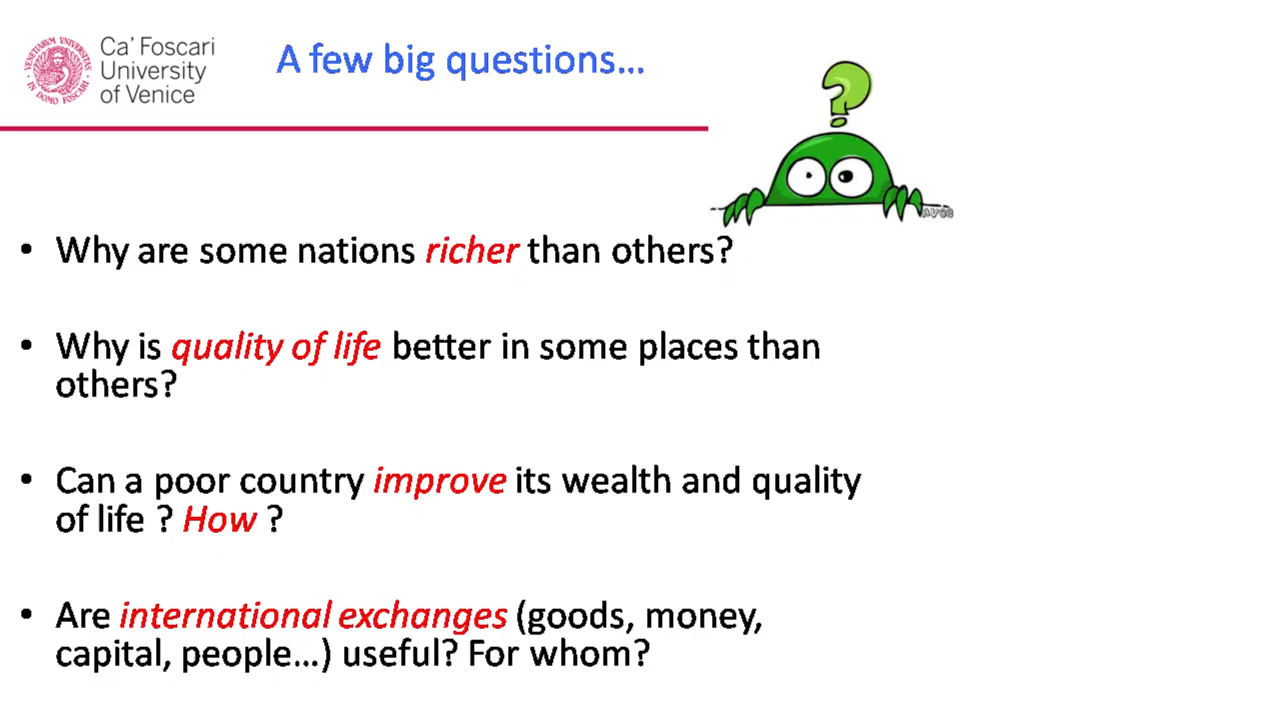 Ca' Foscari
University
of Venice
A few big questions...
?
• Why are some nations richer than others?
• Why is quality of life better in some places than
others?
• Can a poor country improve its wealth and quality
of life ? How ?
• Are international exchanges (goods, money,
capital, people...) useful? For whom?